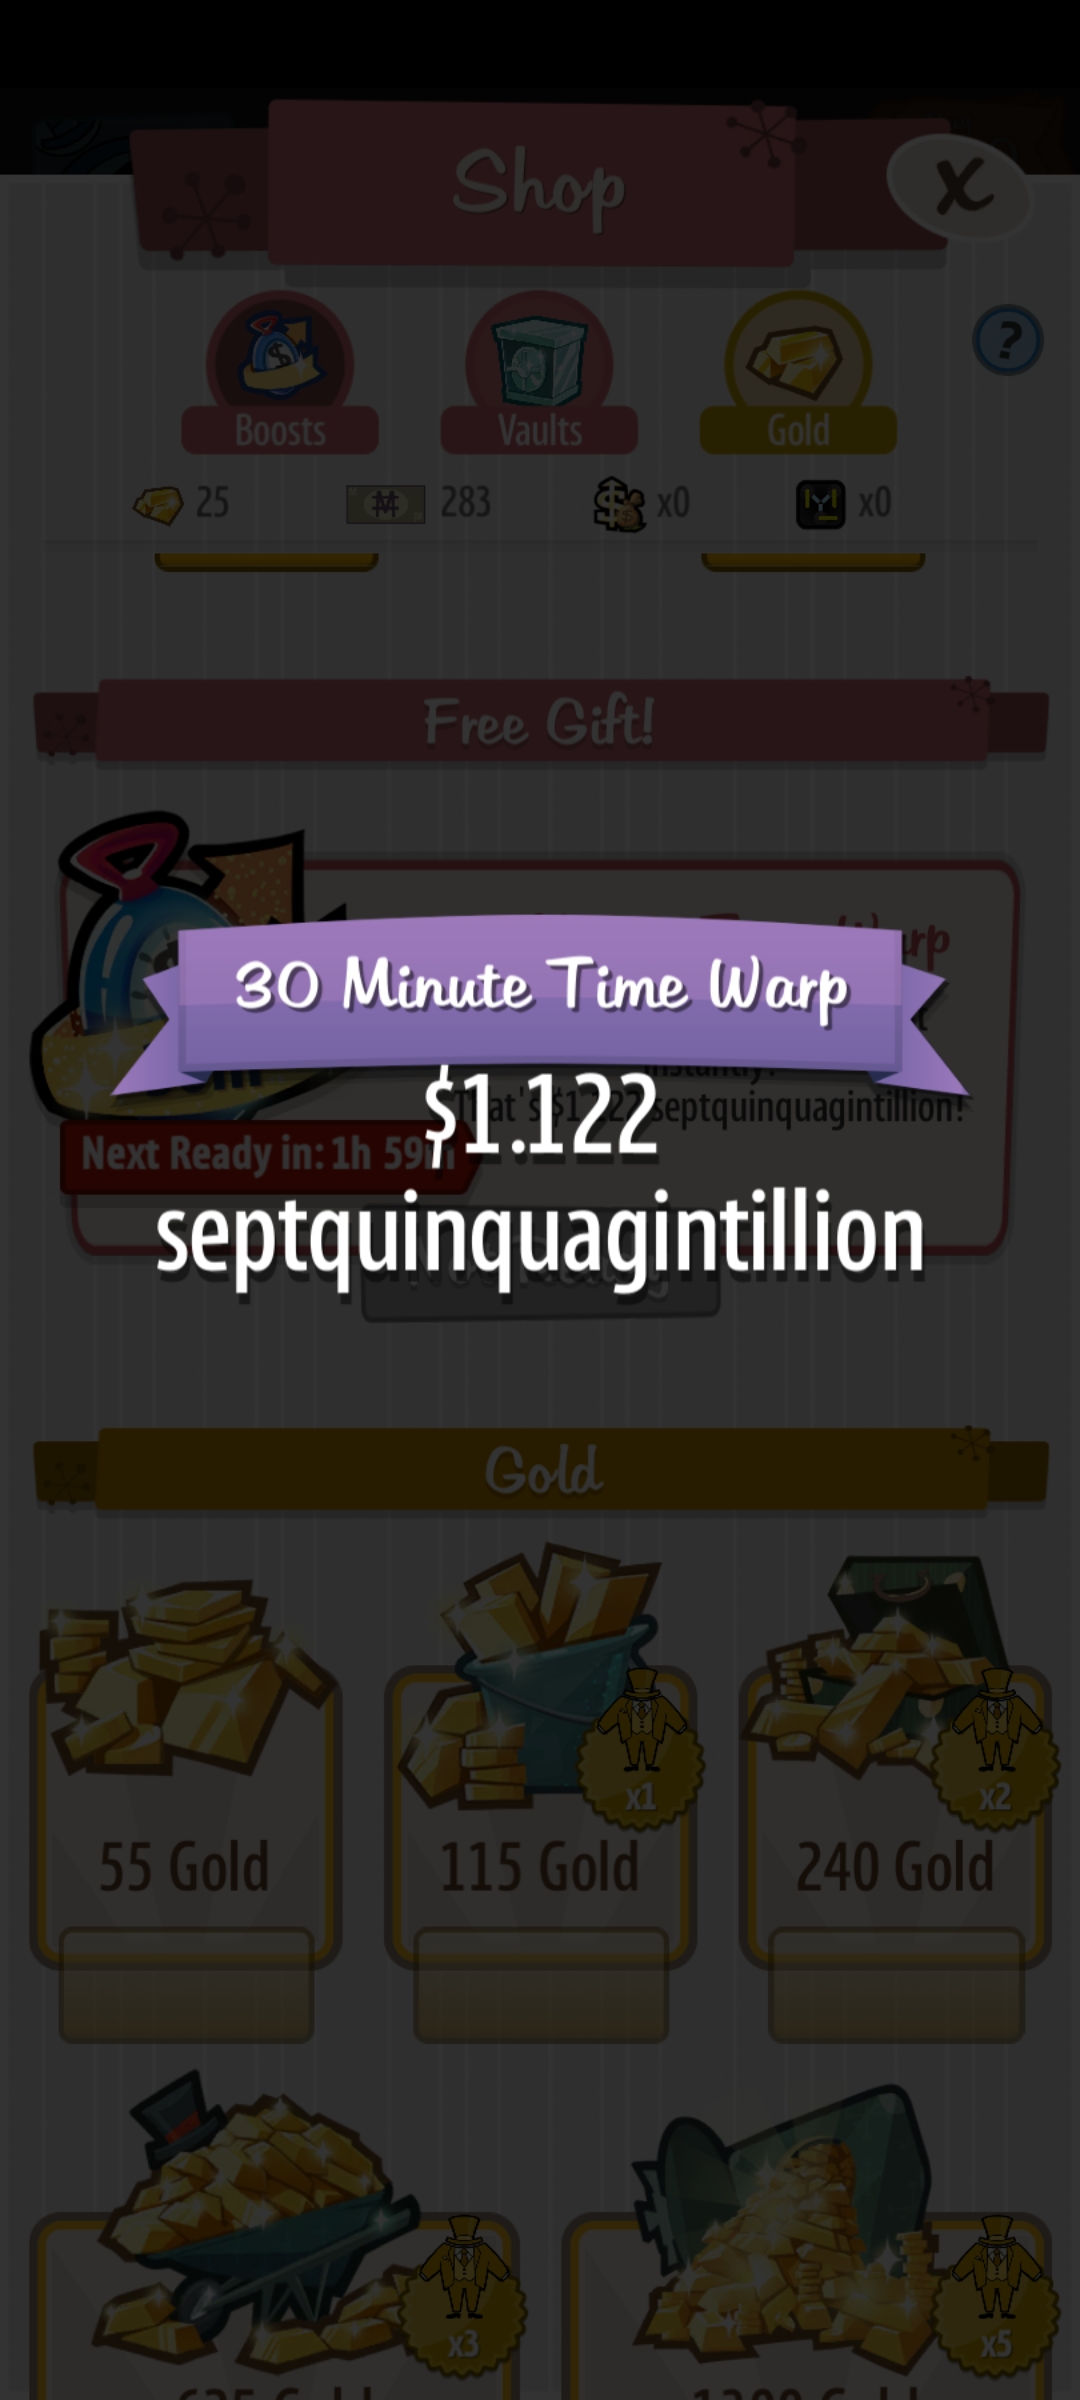 Shop
X
?
Boosts
Vaults
Gold
25
283
x0
x0
Free Gift!
30 Minute Time Warp
$1.122
septquinquagintillion
instantly!
That's $1.122 septquinquagintillion!
Next Ready in: 1h 59m
Gold
x1
x2
55 Gold
115 Gold
240 Gold
x3
x5